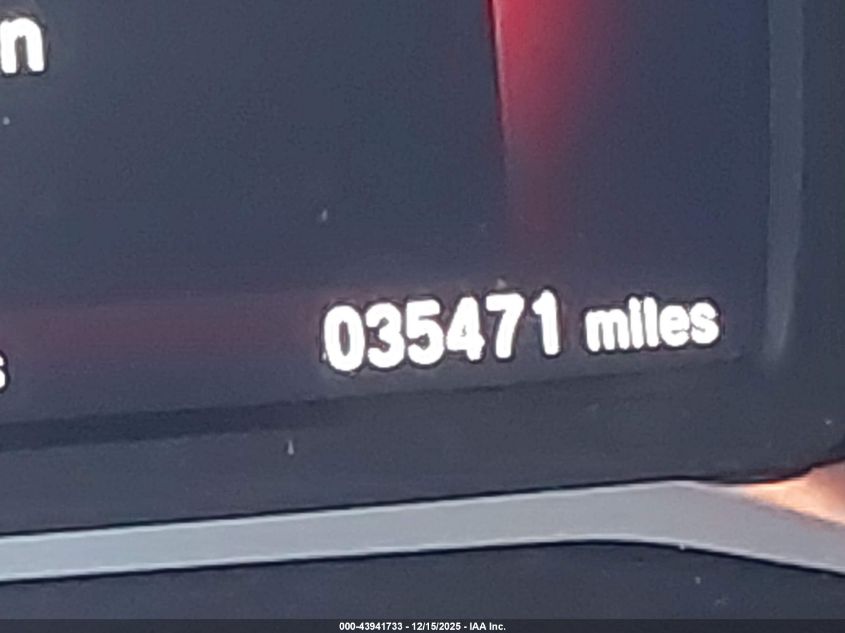 n
s
035471 miles
000-43941733 - 12/15/2025 - IAA Inc.